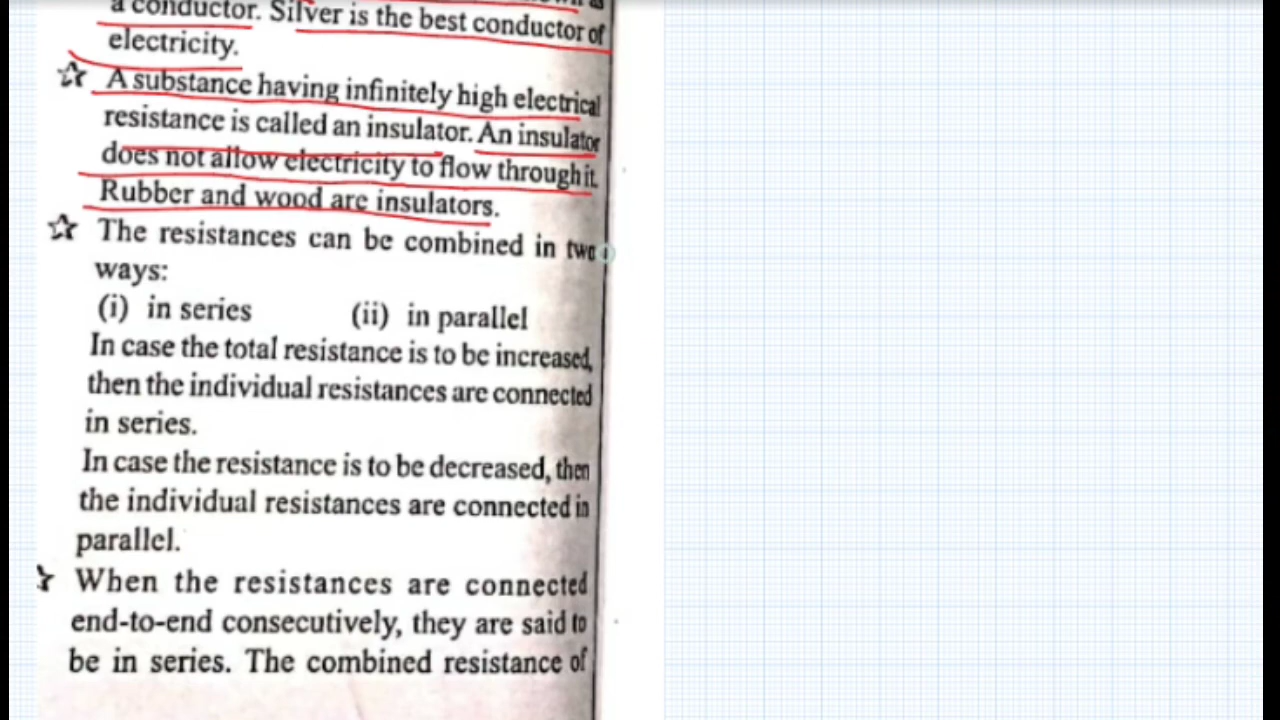 a conductor. Silver is the best conductor of
electricity.
A substance having infinitely high electrical
resistance is called an insulator. An insulator
does not allow electricity to flow through it.
Rubber and wood are insulators.
The resistances can be combined in two
ways:
(i) in series (ii) in parallel
In case the total resistance is to be increased,
then the individual resistances are connected
in series.
In case the resistance is to be decreased, then
the individual resistances are connected in
parallel.
When the resistances are connected
end-to-end consecutively, they are said to
be in series. The combined resistance of